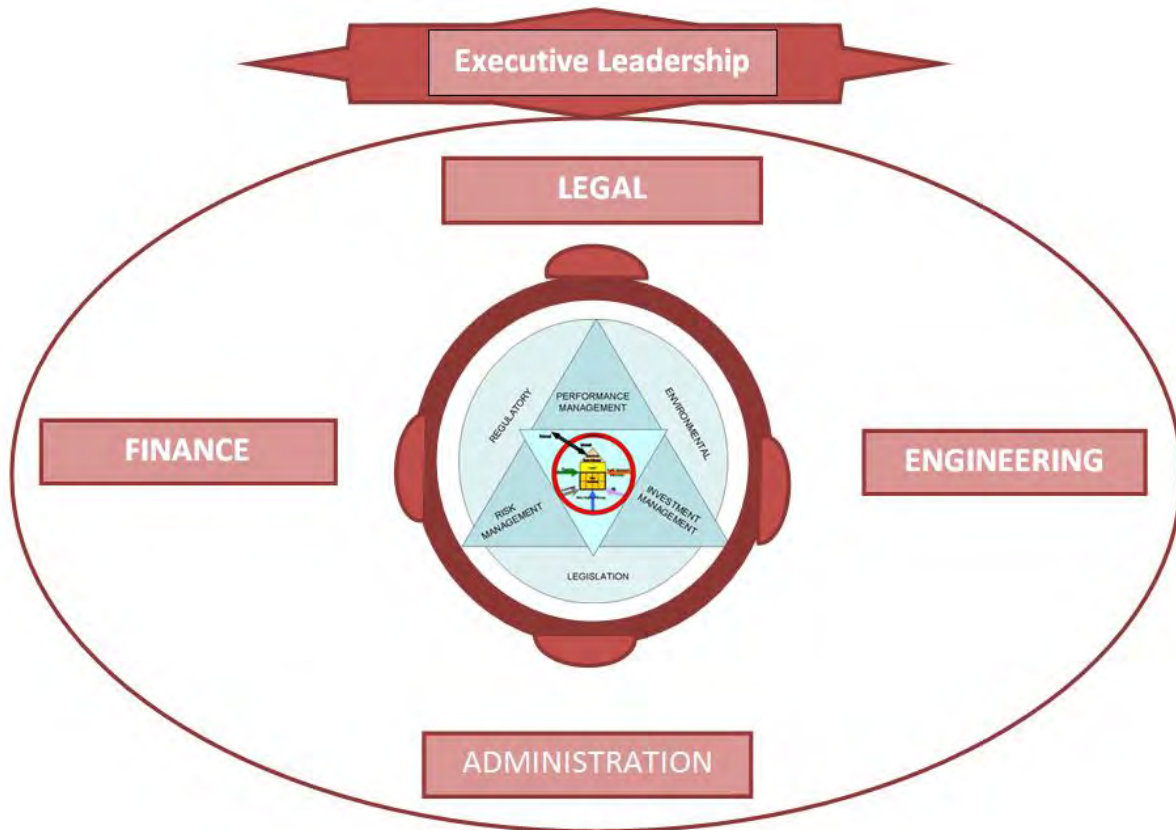 Executive Leadership
LEGAL
FINANCE
ENGINEERING
REGULATORY
PERFORMANCE
MANAGEMENT
ENVIRONMENTAL
RISK
MANAGEMENT
INVESTMENT
MANAGEMENT
LEGISLATION
ADMINISTRATION